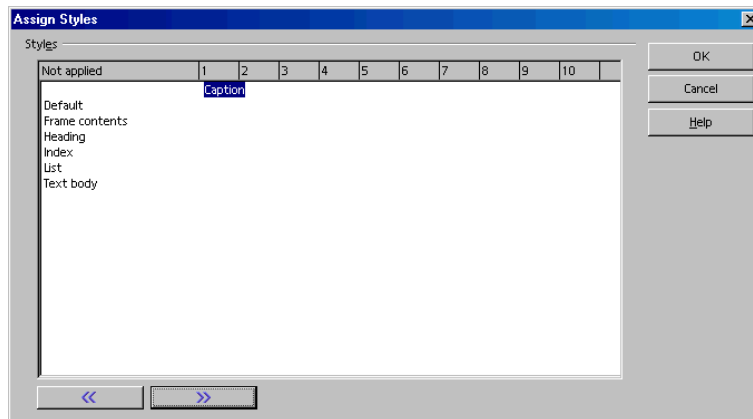 Assign Styles
Styles
Not applied 1 2 3 4 5 6 7 8 9 10
Caption
Default
Frame contents
Heading
Index
List
Text body
OK
Cancel
Help
<< >>